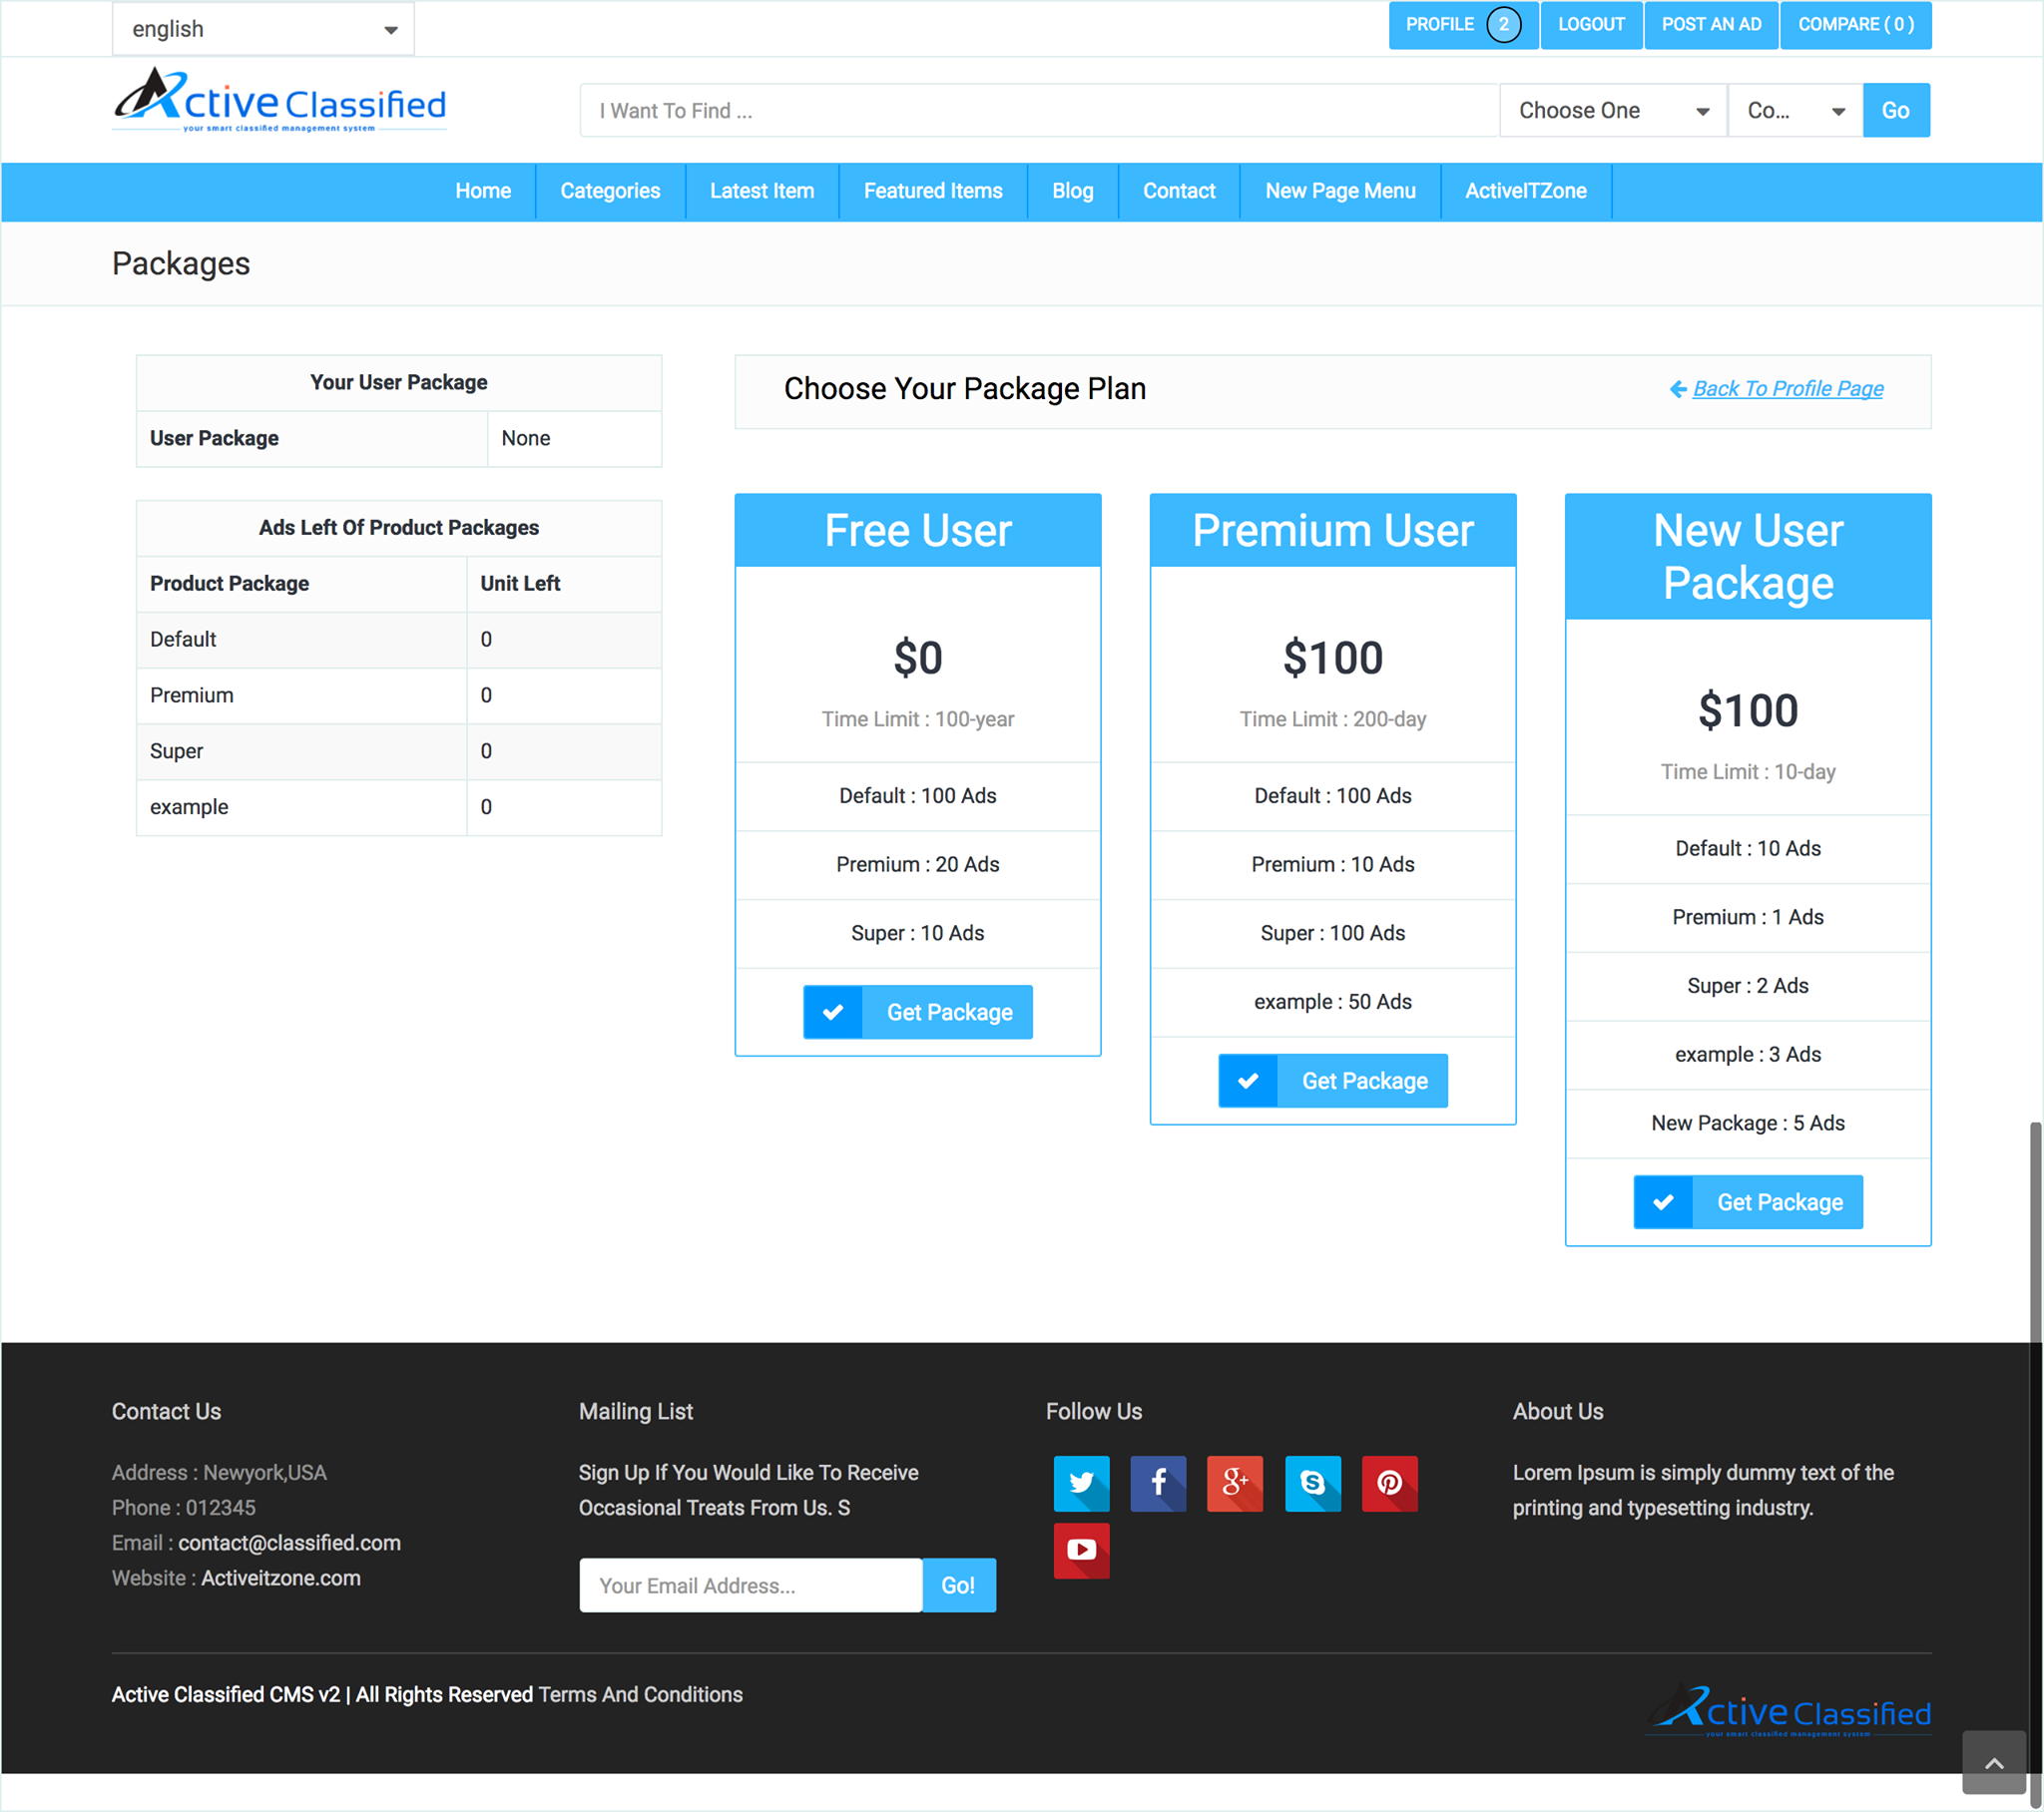 english
PROFILE 2 LOGOUT POST AN AD COMPARE ( 0 )
Active Classified
your smart classified management system
I Want To Find ... Choose One Co... Go
Home Categories Latest Item Featured Items Blog Contact New Page Menu ActiveITZone
Packages
Your User Package
User Package None
Ads Left Of Product Packages
Product Package Unit Left
Default 0
Premium 0
Super 0
example 0
Choose Your Package Plan Back To Profile Page
Free User
$0
Time Limit : 100-year
Default : 100 Ads
Premium : 20 Ads
Super : 10 Ads
Get Package
Premium User
$100
Time Limit : 200-day
Default : 100 Ads
Premium : 10 Ads
Super : 100 Ads
example : 50 Ads
Get Package
New User
Package
$100
Time Limit : 10-day
Default : 10 Ads
Premium : 1 Ads
Super : 2 Ads
example : 3 Ads
New Package : 5 Ads
Get Package
Contact Us
Address : Newyork,USA
Phone : 012345
Email : contact@classified.com
Website : Activeitzone.com
Mailing List
Sign Up If You Would Like To Receive
Occasional Treats From Us. S
Your Email Address... Go!
Follow Us
About Us
Lorem Ipsum is simply dummy text of the
printing and typesetting industry.
Active Classified CMS v2 | All Rights Reserved Terms And Conditions
Active Classified
your smart classified management system